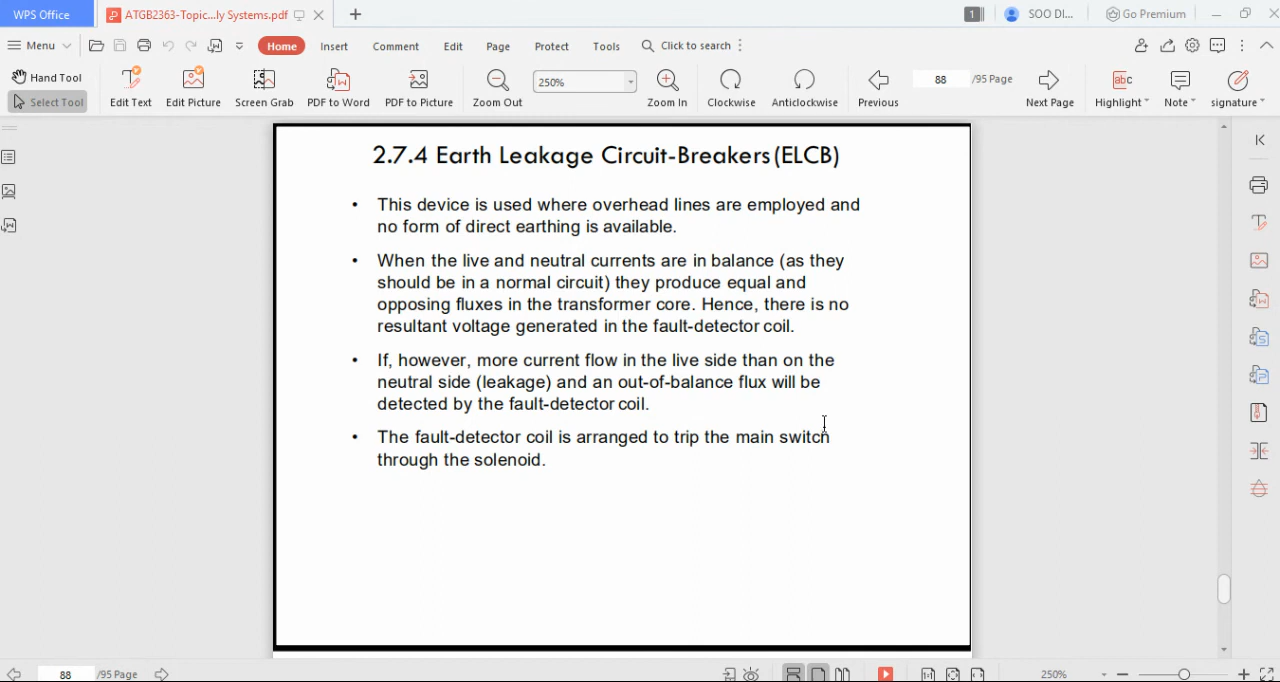 WPS Office
ATGB2363-Topic...ly Systems.pdf
1
SOO DI...
Go Premium
Menu
Home
Insert
Comment
Edit
Page
Protect
Tools
Click to search
Hand Tool
Select Tool
Edit Text
Edit Picture
Screen Grab
PDF to Word
PDF to Picture
Zoom Out
250%
Zoom In
Clockwise
Anticlockwise
Previous
88
/95 Page
Next Page
Highlight
Note
signature
2.7.4 Earth Leakage Circuit-Breakers (ELCB)
• This device is used where overhead lines are employed and
no form of direct earthing is available.
• When the live and neutral currents are in balance (as they
should be in a normal circuit) they produce equal and
opposing fluxes in the transformer core. Hence, there is no
resultant voltage generated in the fault-detector coil.
• If, however, more current flow in the live side than on the
neutral side (leakage) and an out-of-balance flux will be
detected by the fault-detector coil.
• The fault-detector coil is arranged to trip the main switch
through the solenoid.
88
/95 Page
250%